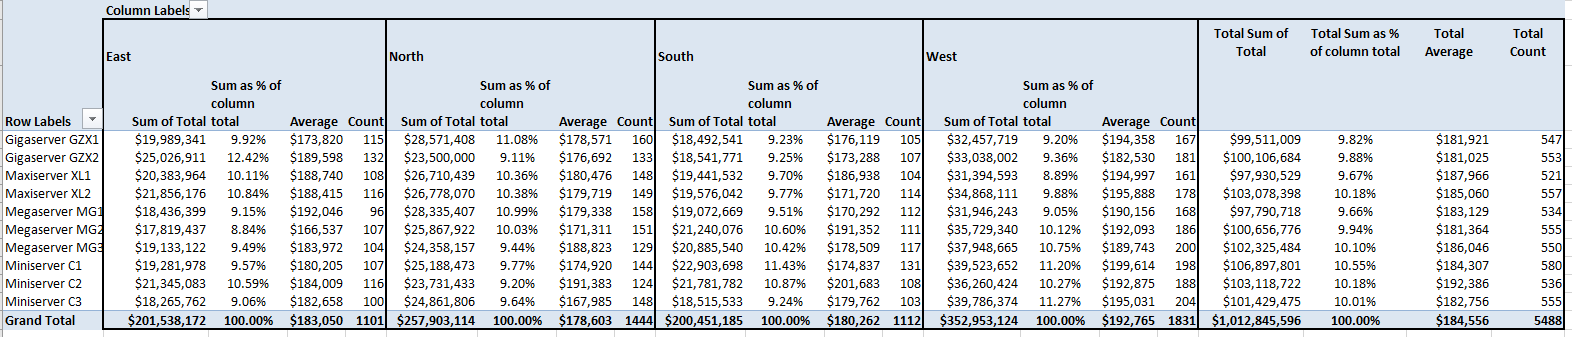 Column Labels
Total Sum of Total Total Sum as % of column total Total Average Total Count
East North South West
Row Labels Sum of Total Sum as % of column total Average Count Sum of Total Sum as % of column total Average Count Sum of Total Sum as % of column total Average Count Sum of Total Sum as % of column total Average Count
Gigaserver GZX1 $19,989,341 9.92% $173,820 115 $28,571,408 11.08% $178,571 160 $18,492,541 9.23% $176,119 105 $32,457,719 9.20% $194,358 167 $99,511,009 9.82% $181,921 547
Gigaserver GZX2 $25,026,911 12.42% $189,598 132 $23,500,000 9.11% $176,692 133 $18,541,771 9.25% $173,288 107 $33,038,002 9.36% $182,530 181 $100,106,684 9.88% $181,025 553
Maxiserver XL1 $20,383,964 10.11% $188,740 108 $26,710,439 10.36% $180,476 148 $19,441,532 9.70% $186,938 104 $31,394,593 8.89% $194,997 161 $97,930,529 9.67% $187,966 521
Maxiserver XL2 $21,856,176 10.84% $188,415 116 $26,778,070 10.38% $179,719 149 $19,576,042 9.77% $171,720 114 $34,868,111 9.88% $195,888 178 $103,078,398 10.18% $185,060 557
Megaserver MG1 $18,436,399 9.15% $192,046 96 $28,335,407 10.99% $179,338 158 $19,072,669 9.51% $170,292 112 $31,946,243 9.05% $190,156 168 $97,790,718 9.66% $183,129 534
Megaserver MG2 $17,819,437 8.84% $166,537 107 $25,867,922 10.03% $171,311 151 $21,240,076 10.60% $191,352 111 $35,729,340 10.12% $192,093 186 $100,656,776 9.94% $181,364 555
Megaserver MG3 $19,133,122 9.49% $183,972 104 $24,358,157 9.44% $188,823 129 $20,885,540 10.42% $178,509 117 $37,948,665 10.75% $189,743 200 $102,325,484 10.10% $186,046 550
Miniserver C1 $19,281,978 9.57% $180,205 107 $25,188,473 9.77% $174,920 144 $22,903,698 11.43% $174,837 131 $39,523,652 11.20% $199,614 198 $106,897,801 10.55% $184,307 580
Miniserver C2 $21,345,083 10.59% $184,009 116 $23,731,433 9.20% $191,383 124 $21,781,782 10.87% $201,683 108 $36,260,424 10.27% $192,875 188 $103,118,722 10.18% $192,386 536
Miniserver C3 $18,265,762 9.06% $182,658 100 $24,861,806 9.64% $167,985 148 $18,515,533 9.24% $179,762 103 $39,786,374 11.27% $195,031 204 $101,429,475 10.01% $182,756 555
Grand Total $201,538,172 100.00% $183,050 1101 $257,903,114 100.00% $178,603 1444 $200,451,185 100.00% $180,262 1112 $352,953,124 100.00% $192,765 1831 $1,012,845,596 100.00% $184,556 5488